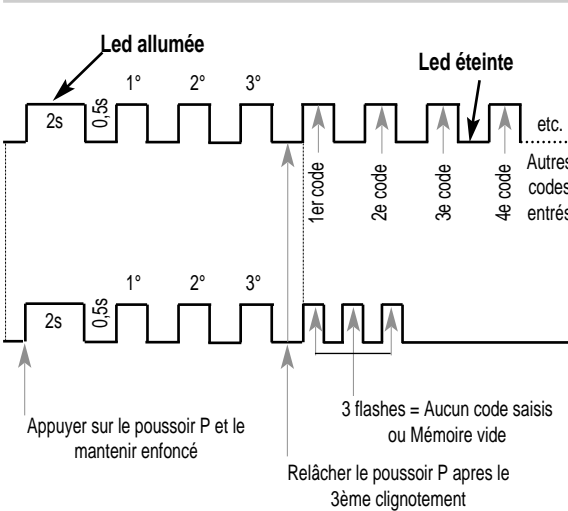 Led allumée
Led éteinte
1° 2° 3°
2s 0,5s
etc.
1er code 2e code 3e code 4e code
Autres
codes
entrés
1° 2° 3°
2s 0,5s
Appuyer sur le poussoir P et le
mantenir enfoncé
3 flashes = Aucun code saisis
ou Mémoire vide
Relâcher le poussoir P apres le
3ème clignotement